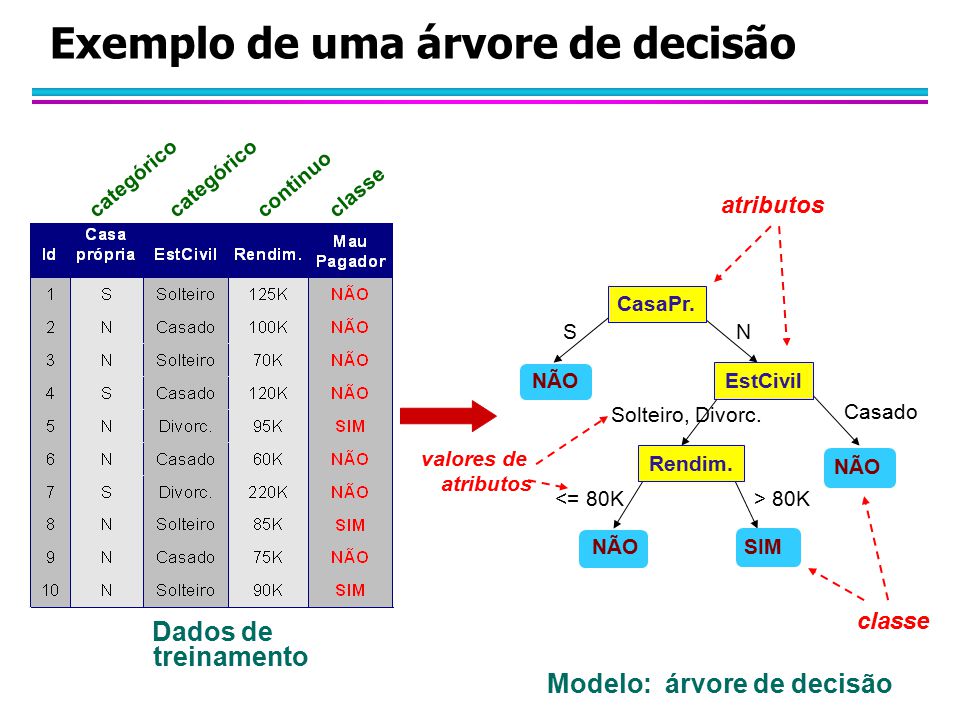 Exemplo de uma árvore de decisão
categórico categórico continuo classe
Id Casa própria EstCivil Rendim. Mau Pagador
1 S Solteiro 125K NÃO
2 N Casado 100K NÃO
3 N Solteiro 70K NÃO
4 S Casado 120K NÃO
5 N Divorc. 95K SIM
6 N Casado 60K NÃO
7 S Divorc. 220K NÃO
8 N Solteiro 85K SIM
9 N Casado 75K NÃO
10 N Solteiro 90K SIM
Dados de
treinamento
atributos
CasaPr.
S N
NÃO EstCivil
Solteiro, Divorc. Casado
valores de
atributos
Rendim. NÃO
<= 80K > 80K
NÃO SIM
classe
Modelo: árvore de decisão